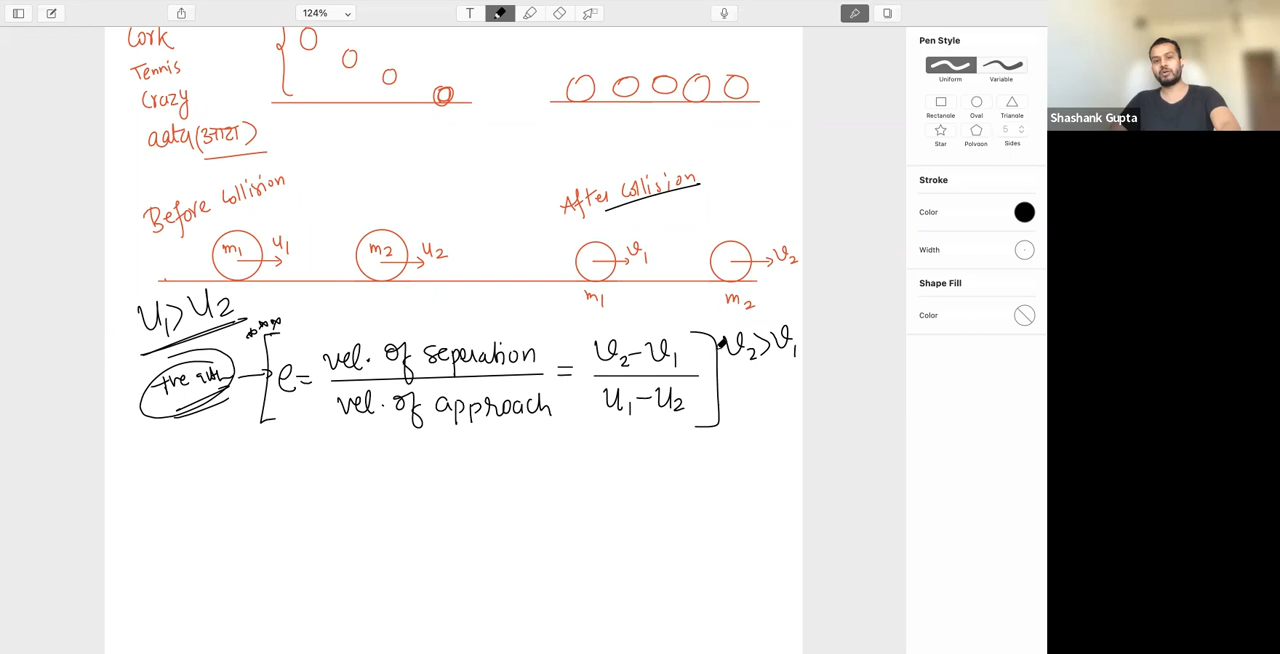 124%
T
Pen Style
Uniform
Variable
Rectangle
Oval
Triangle
Star
Polygon
5
Sides
Stroke
Color
Width
Shape Fill
Color
Shashank Gupta
Cork
Tennis
Crazy
(आटा)
Before Collision
After Collision
m1 u1 m2 u2
v1 v2
m1 m2
u1 > u2
+ve
e = vel. of seperation / vel. of approach = v2 - v1 / u1 - u2
v2 > v1